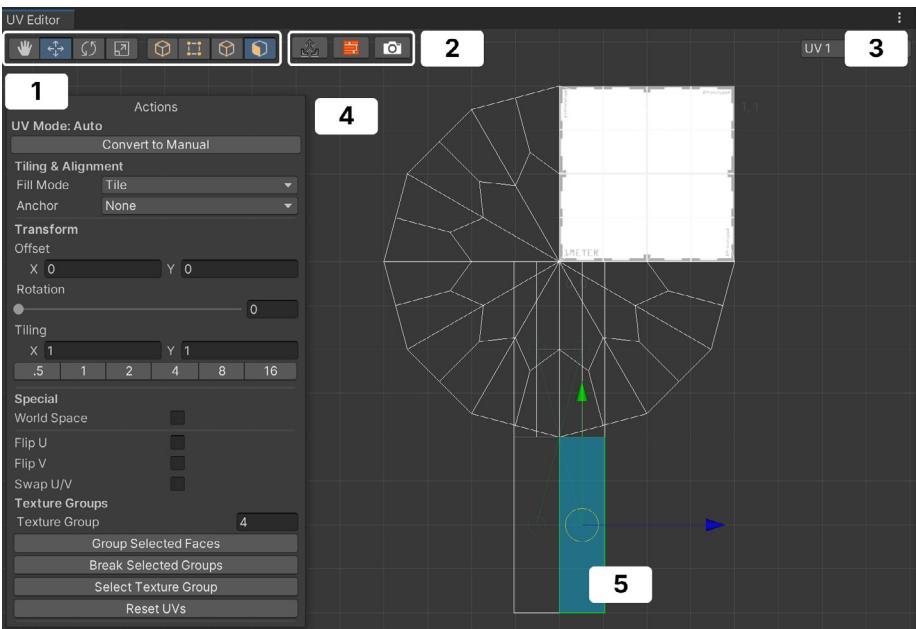 UV Editor
2
UV 1
3
1
Actions
4
UV Mode: Auto
Convert to Manual
Tiling & Alignment
Fill Mode Tile
Anchor None
Transform
Offset
X 0 Y 0
Rotation
0
Tiling
X 1 Y 1
.5 1 2 4 8 16
Special
World Space
Flip U
Flip V
Swap U/V
Texture Groups
Texture Group 4
Group Selected Faces
Break Selected Groups
Select Texture Group
Reset UVs
1, 1
1METER
5